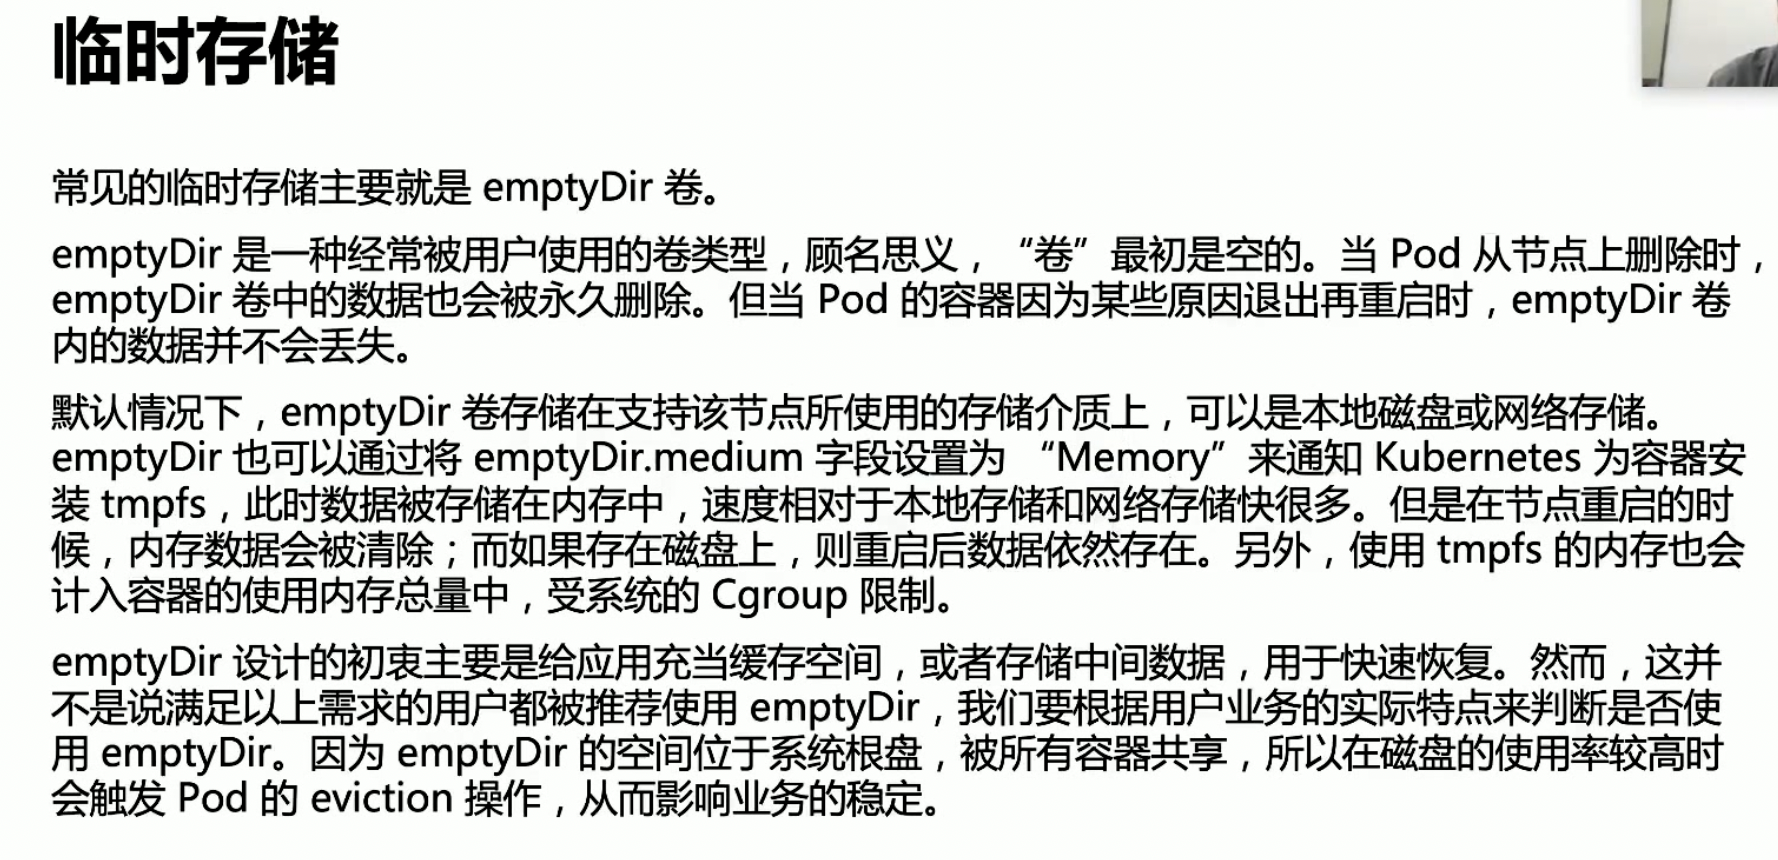 临时存储
常见的临时存储主要就是 emptyDir 卷。
emptyDir 是一种经常被用户使用的卷类型，顾名思义，“卷”最初是空的。当 Pod 从节点上删除时，
emptyDir 卷中的数据也会被永久删除。但当 Pod 的容器因为某些原因退出再重启时，emptyDir 卷
内的数据并不会丢失。
默认情况下，emptyDir 卷存储在支持该节点所使用的存储介质上，可以是本地磁盘或网络存储。
emptyDir 也可以通过将 emptyDir.medium 字段设置为 “Memory”来通知 Kubernetes 为容器安
装 tmpfs，此时数据被存储在内存中，速度相对于本地存储和网络存储快很多。但是在节点重启的时
候，内存数据会被清除；而如果存在磁盘上，则重启后数据依然存在。另外，使用 tmpfs 的内存也会
计入容器的使用内存总量中，受系统的 Cgroup 限制。
emptyDir 设计的初衷主要是给应用充当缓存空间，或者存储中间数据，用于快速恢复。然而，这并
不是说满足以上需求的用户都被推荐使用 emptyDir，我们要根据用户业务的实际特点来判断是否使
用 emptyDir。因为 emptyDir 的空间位于系统根盘，被所有容器共享，所以在磁盘的使用率较高时
会触发 Pod 的 eviction 操作，从而影响业务的稳定。